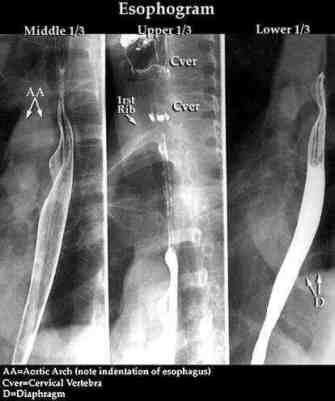 Esophogram
Middle 1/3
Upper 1/3
Lower 1/3
AA
Cver
Irst
Rib
Cver
D
AA=Aortic Arch (note indentation of esophagus)
Cver=Cervical Vertebra
D=Diaphragm